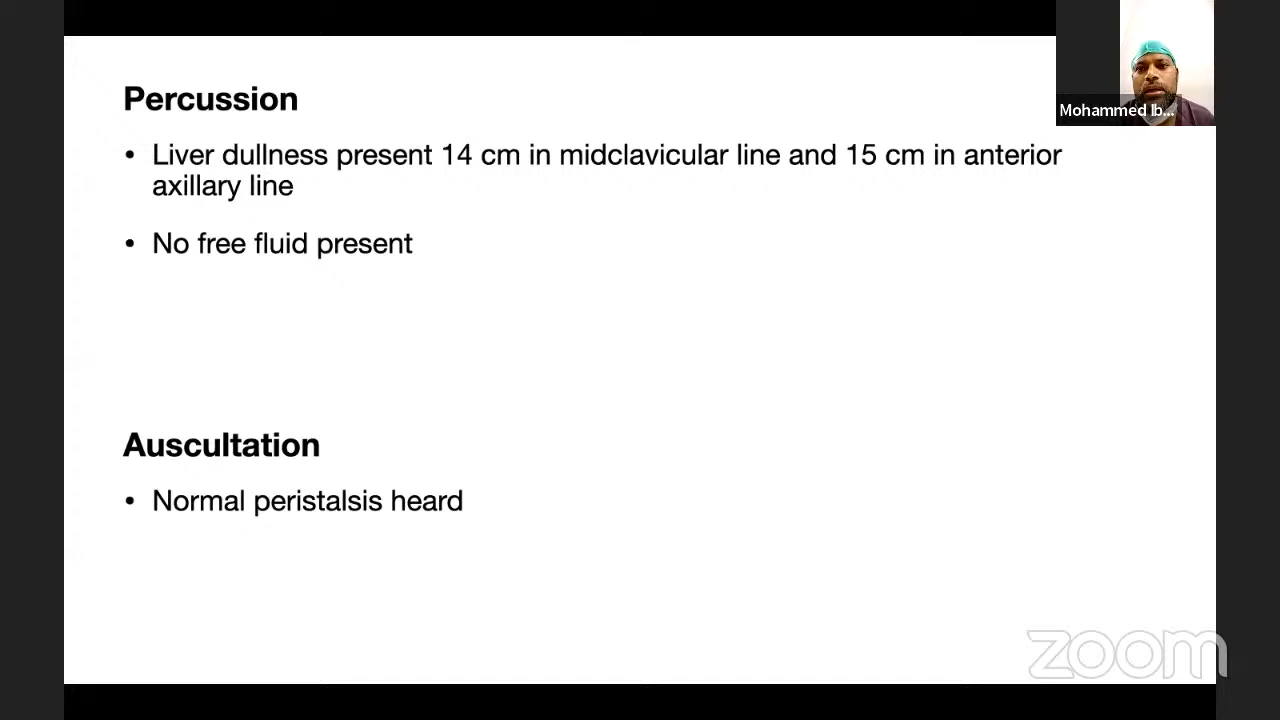 Percussion
• Liver dullness present 14 cm in midclavicular line and 15 cm in anterior
axillary line
• No free fluid present
Auscultation
• Normal peristalsis heard
Mohammed Ib...
zoom